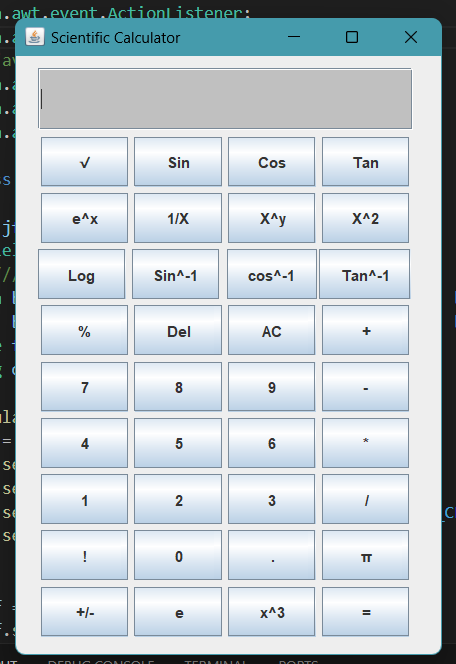 .awt.event.ActionListener;
Scientific Calculator
√ Sin Cos Tan
e^x 1/X X^y X^2
Log Sin^-1 cos^-1 Tan^-1
% Del AC +
7 8 9 -
4 5 6 *
1 2 3 /
! 0 . π
+/- e x^3 =
DEBUG CONSOLE TERMINAL PORTS